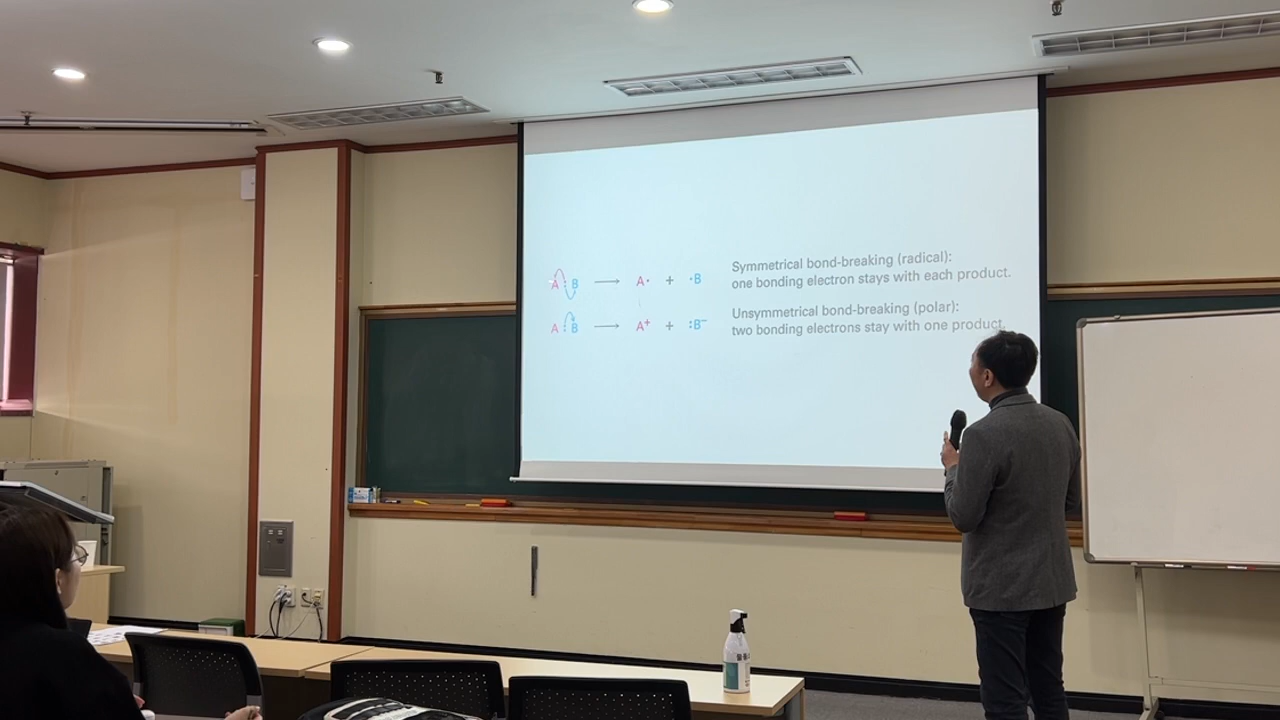 A : B ⟶ A· + ·B
Symmetrical bond-breaking (radical):
one bonding electron stays with each product.
A : B ⟶ A⁺ + :B⁻
Unsymmetrical bond-breaking (polar):
two bonding electrons stay with one product.